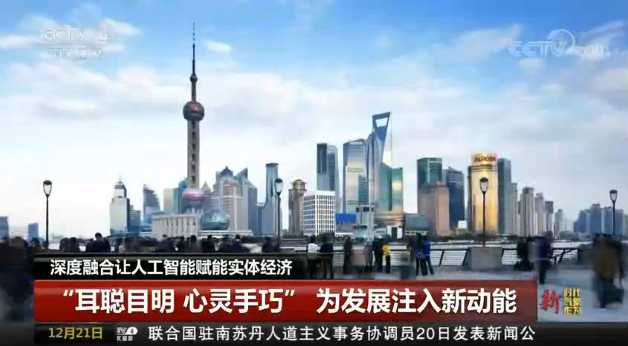 CCTV 4
CCTV.com
深度融合让人工智能赋能实体经济
“耳聪目明 心灵手巧” 为发展注入新动能
新
12月21日
联合国驻南苏丹人道主义事务协调员20日发表新闻公